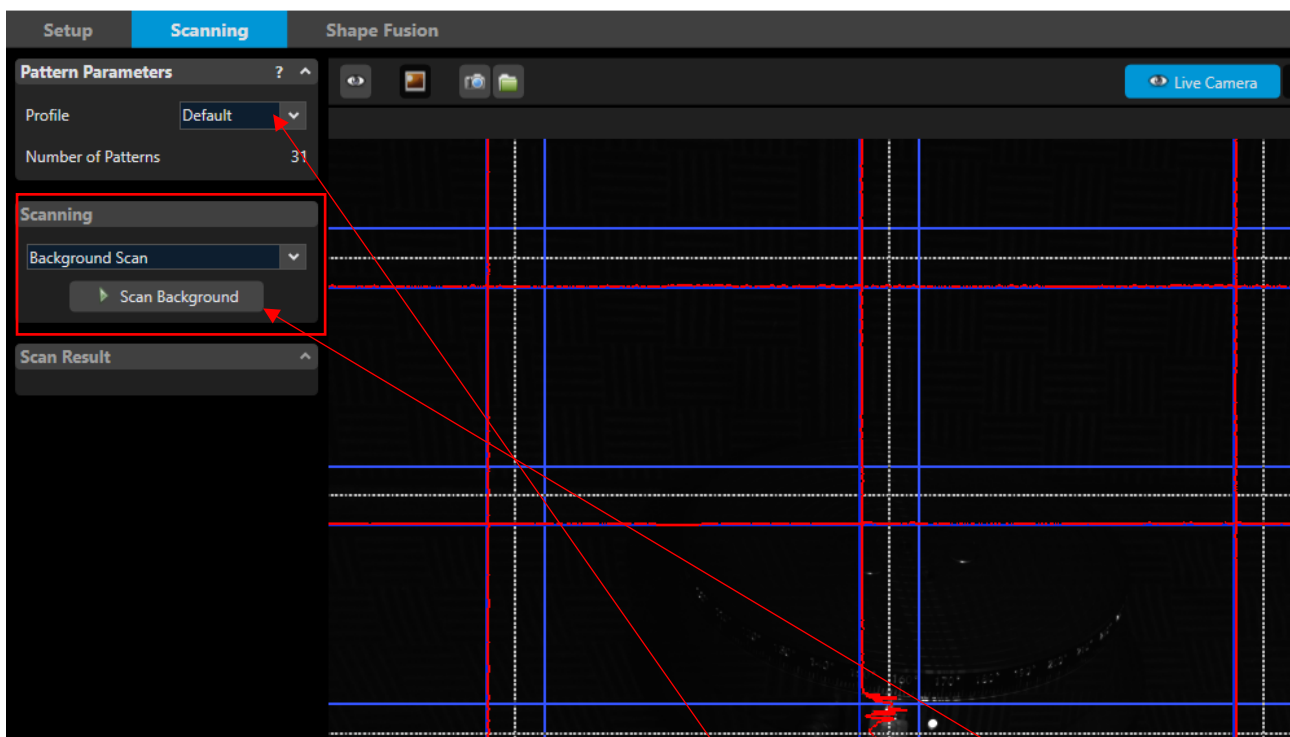 Setup
Scanning
Shape Fusion
Pattern Parameters ?
Live Camera
Profile Default
Number of Patterns 31
Scanning
Background Scan
Scan Background
Scan Result